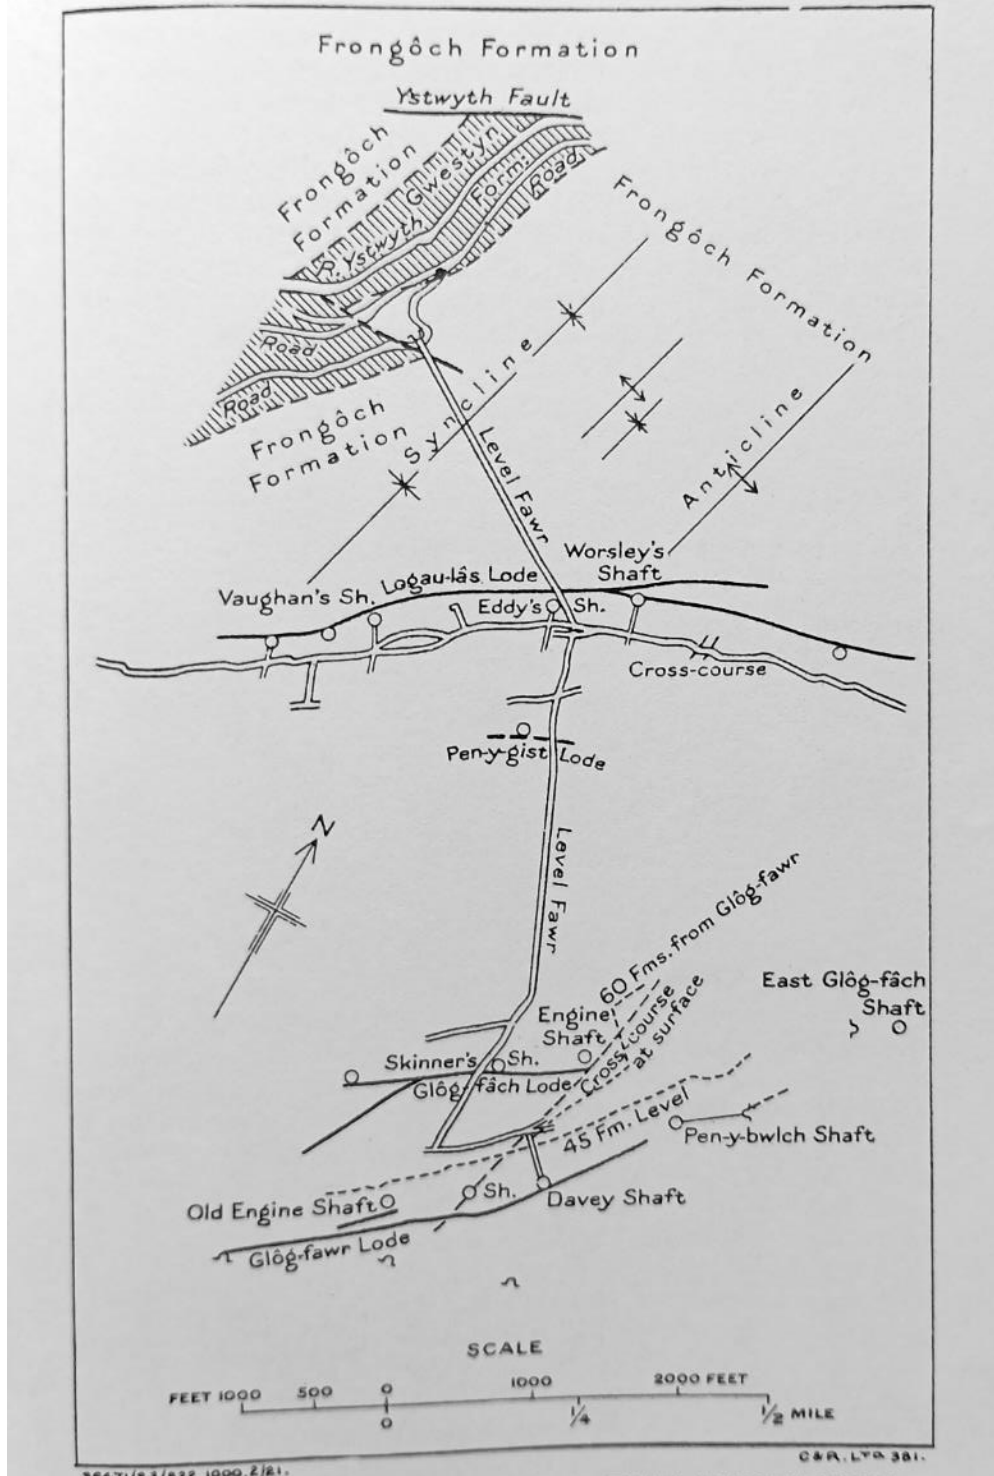 Frongôch Formation
Ystwyth Fault
Frongôch
Formation
Gwestyn
Form:
Road
R. Ystwyth
Frongôch Formation
Road
Road
Frongôch
Formation
Syncline
Anticline
Level Fawr
Worsley's
Shaft
Logau-lâs Lode
Vaughan's Sh.
Eddy's Sh.
Cross-course
Pen-y-gist Lode
N
Level Fawr
60 Fms. from Glôg-fawr
East Glôg-fâch
Shaft
Engine
Shaft
Cross-course
at surface
Skinner's Sh.
Glôg-fâch Lode
45 Fm. Level
Pen-y-bwlch Shaft
Old Engine Shaft
Sh.
Davey Shaft
Glôg-fawr Lode
SCALE
FEET 1000 500 0 1000 2000 FEET
0 1/4 1/2 MILE
C & R. LTD 381.